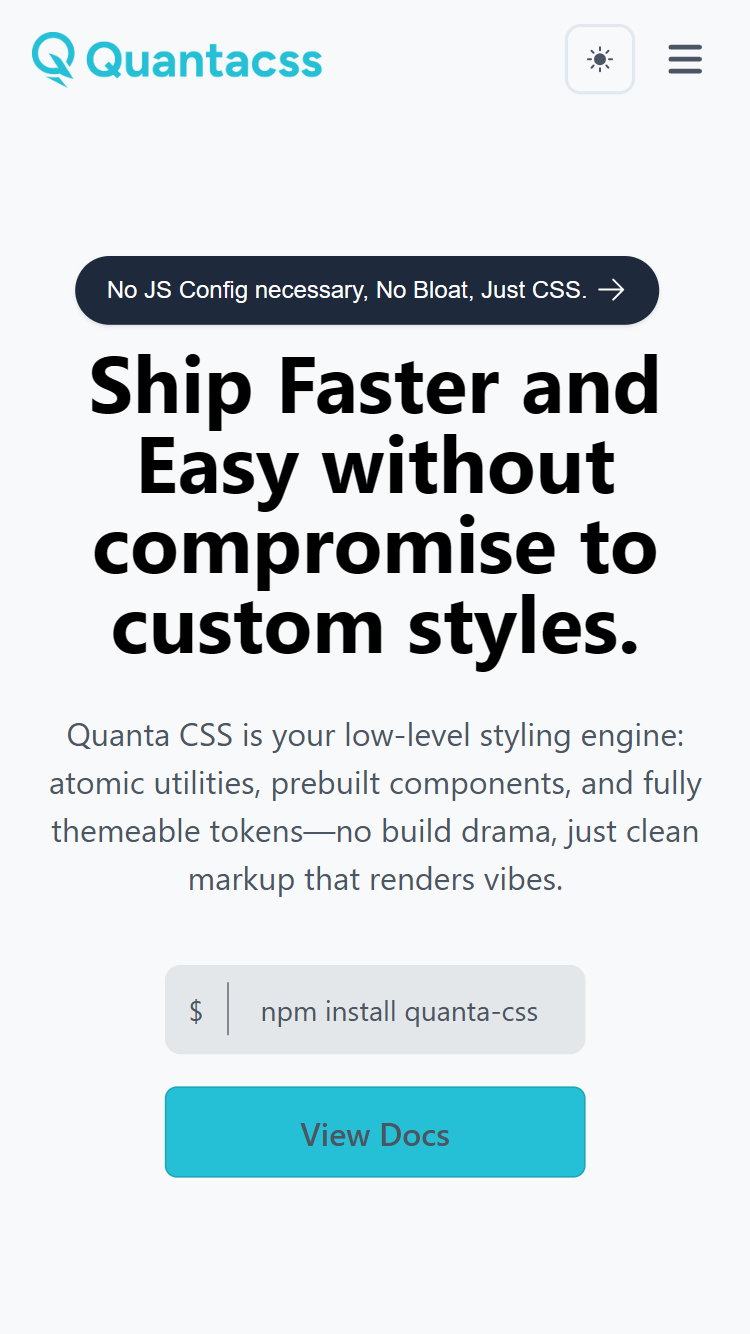 Quantacss
No JS Config necessary, No Bloat, Just CSS. →
Ship Faster and
Easy without
compromise to
custom styles.
Quanta CSS is your low-level styling engine:
atomic utilities, prebuilt components, and fully
themeable tokens—no build drama, just clean
markup that renders vibes.
$ npm install quanta-css
View Docs